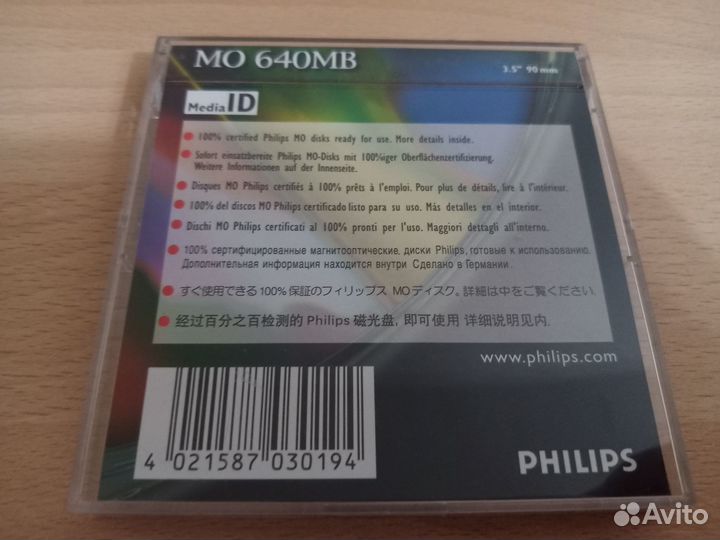 MO 640MB
3.5" 90 mm
Media ID
100% certified Philips MO disks ready for use. More details inside.
Sofort einsatzbereite Philips MO-Disks mit 100%iger Oberflächenzertifizierung.
Weitere Informationen auf der Innenseite.
Disques MO Philips certifiés à 100% prêts à l'emploi. Pour plus de détails, lire à l'intérieur.
100% del discos MO Philips certificado listo para su uso. Más detalles en el interior.
Dischi MO Philips certificati al 100% pronti per l'uso. Maggiori dettagli all'interno.
100% сертифицированные магнитооптические, диски Philips, готовые к использованию.
Дополнительная информация находится внутри Сделано в Германии.
すぐ使用できる100%保証のフィリップス MOディスク。詳細は中をご覧ください.
经过百分之百检测的 Philips 磁光盘, 即可使用 详细说明见内.
www.philips.com
4 021587 030194
PHILIPS
Avito